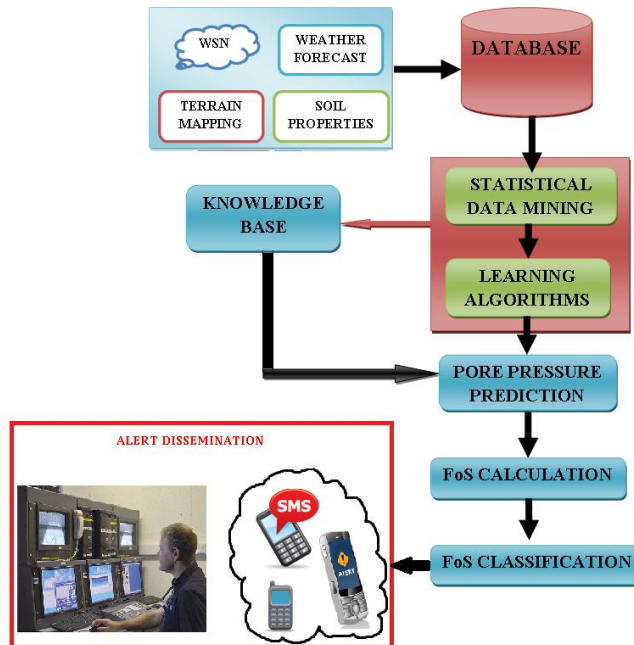 WSN
WEATHER
FORECAST
TERRAIN
MAPPING
SOIL
PROPERTIES
DATABASE
STATISTICAL
DATA MINING
LEARNING
ALGORITHMS
KNOWLEDGE
BASE
PORE PRESSURE
PREDICTION
FoS CALCULATION
FoS CLASSIFICATION
ALERT DISSEMINATION
SMS
ALERT